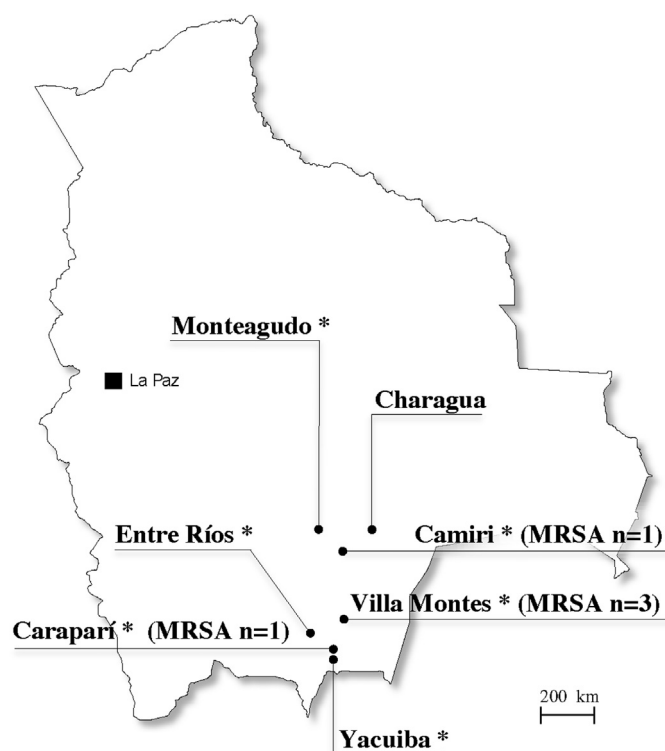 Monteagudo *
La Paz
Charagua
Entre Ríos *
Camiri * (MRSA n=1)
Villa Montes * (MRSA n=3)
Caraparí * (MRSA n=1)
200 km
Yacuiba *